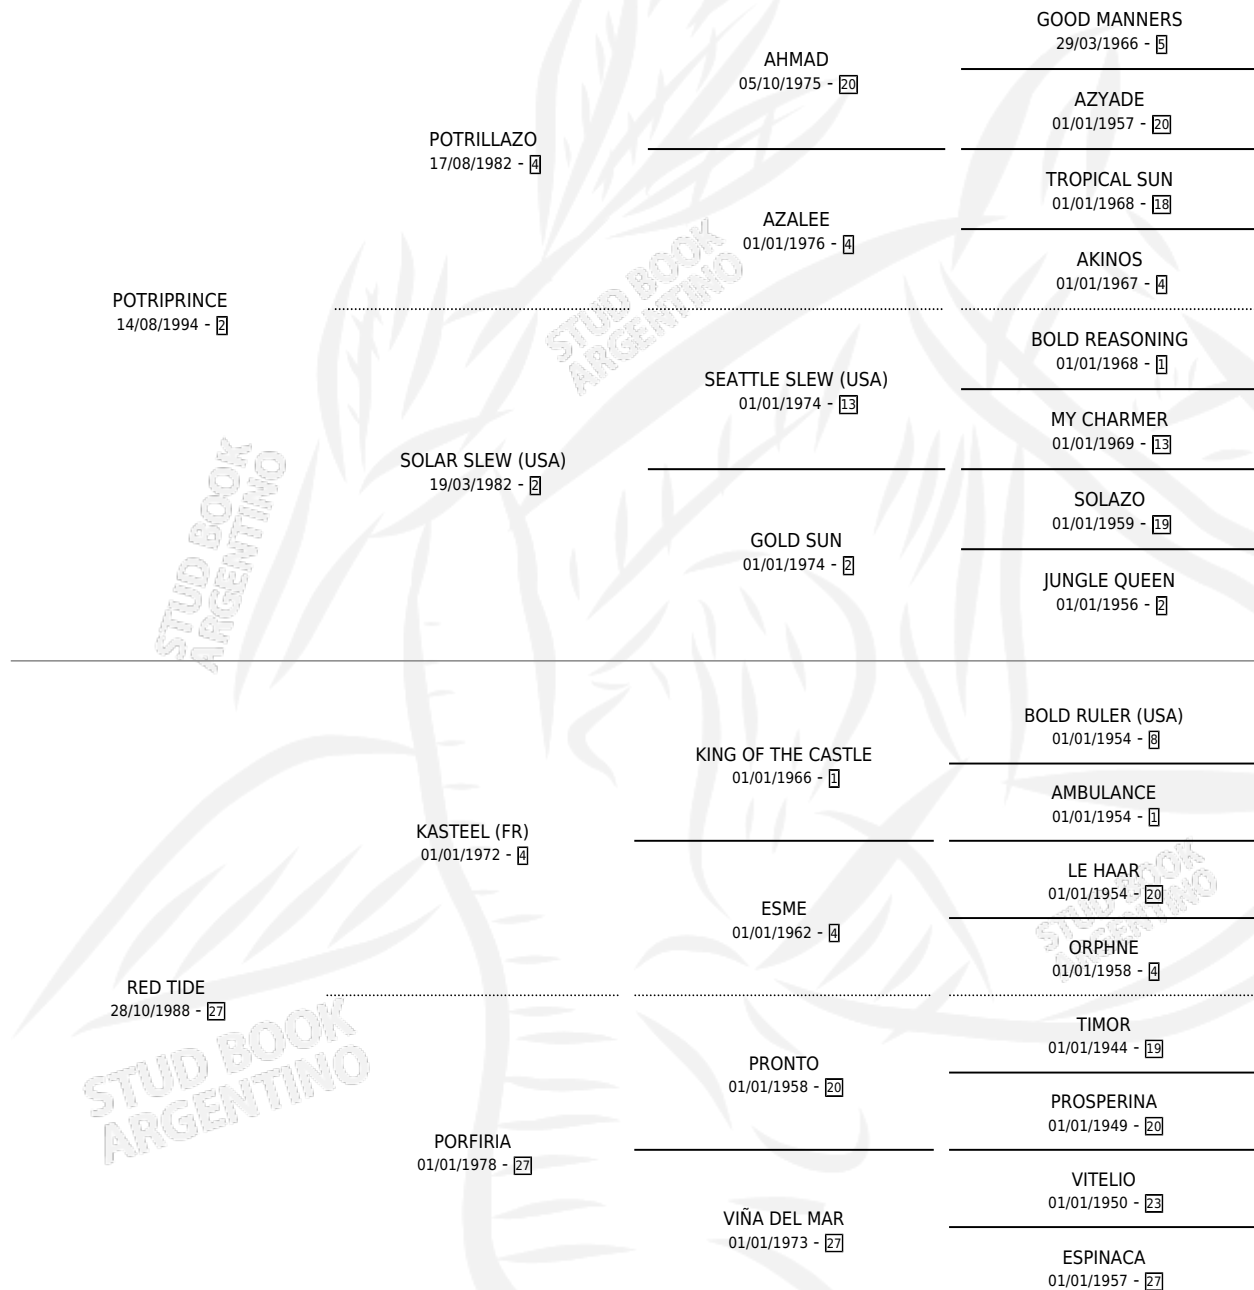 GOOD MANNERS
29/03/1966 - 5
AHMAD
05/10/1975 - 20
AZYADE
01/01/1957 - 20
POTRILLAZO
17/08/1982 - 4
TROPICAL SUN
01/01/1968 - 18
AZALEE
01/01/1976 - 4
AKINOS
01/01/1967 - 4
POTRIPRINCE
14/08/1994 - 2
BOLD REASONING
01/01/1968 - 1
SEATTLE SLEW (USA)
01/01/1974 - 13
MY CHARMER
01/01/1969 - 13
SOLAR SLEW (USA)
19/03/1982 - 2
SOLAZO
01/01/1959 - 19
GOLD SUN
01/01/1974 - 2
JUNGLE QUEEN
01/01/1956 - 2
BOLD RULER (USA)
01/01/1954 - 8
KING OF THE CASTLE
01/01/1966 - 1
AMBULANCE
01/01/1954 - 1
KASTEEL (FR)
01/01/1972 - 4
LE HAAR
01/01/1954 - 20
ESME
01/01/1962 - 4
ORPHNE
01/01/1958 - 4
RED TIDE
28/10/1988 - 27
TIMOR
01/01/1944 - 19
PRONTO
01/01/1958 - 20
PROSPERINA
01/01/1949 - 20
PORFIRIA
01/01/1978 - 27
VITELIO
01/01/1950 - 23
VIÑA DEL MAR
01/01/1973 - 27
ESPINACA
01/01/1957 - 27
STUD BOOK
ARGENTINO
STUD BOOK
ARGENTINO
STUD BOOK
ARGENTINO
STUD BOOK
ARGENTINO